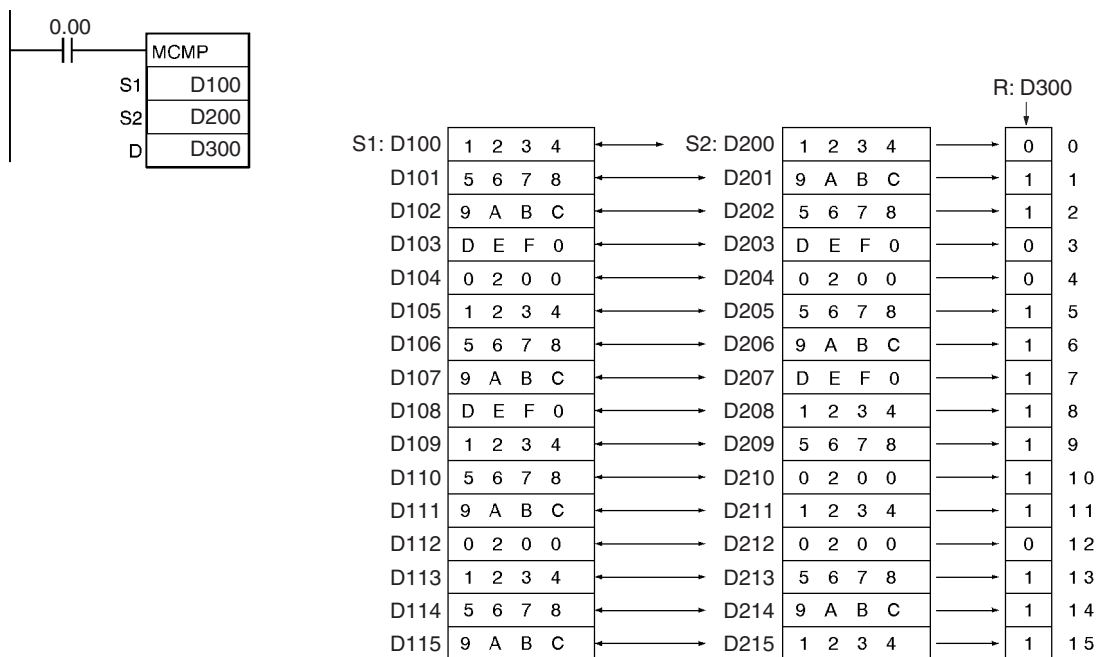 0.00
MCMP
S1 D100
S2 D200
D D300
R: D300
S1: D100 1 2 3 4 S2: D200 1 2 3 4 0 0
D101 5 6 7 8 D201 9 A B C 1 1
D102 9 A B C D202 5 6 7 8 1 2
D103 D E F 0 D203 D E F 0 0 3
D104 0 2 0 0 D204 0 2 0 0 0 4
D105 1 2 3 4 D205 5 6 7 8 1 5
D106 5 6 7 8 D206 9 A B C 1 6
D107 9 A B C D207 D E F 0 1 7
D108 D E F 0 D208 1 2 3 4 1 8
D109 1 2 3 4 D209 5 6 7 8 1 9
D110 5 6 7 8 D210 0 2 0 0 1 10
D111 9 A B C D211 1 2 3 4 1 11
D112 0 2 0 0 D212 0 2 0 0 0 12
D113 1 2 3 4 D213 5 6 7 8 1 13
D114 5 6 7 8 D214 9 A B C 1 14
D115 9 A B C D215 1 2 3 4 1 15